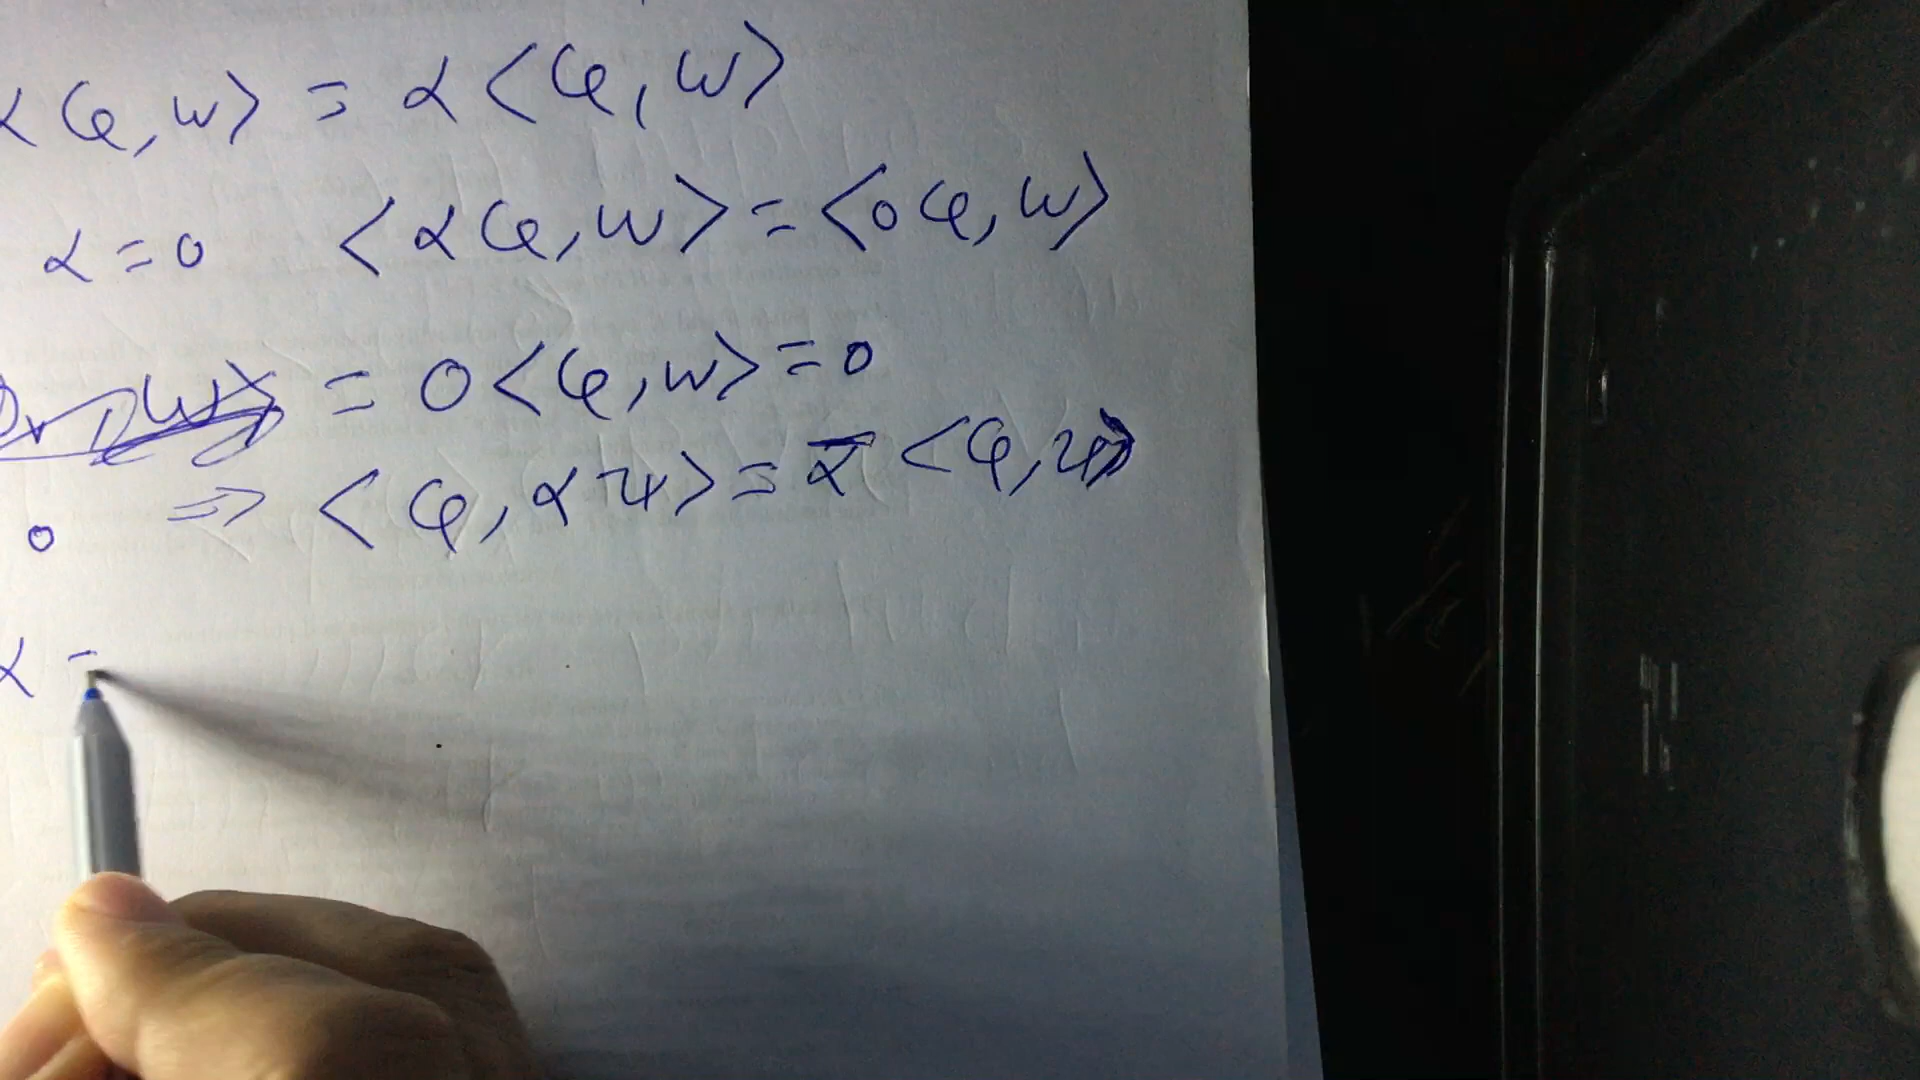 ⟨φ, w⟩ = α⟨φ, w⟩
α = 0 ⟨αφ, w⟩ = ⟨0φ, w⟩
= 0⟨φ, w⟩ = 0
⇒ ⟨φ, αψ⟩ = ᾱ⟨φ, ψ⟩
0
α =